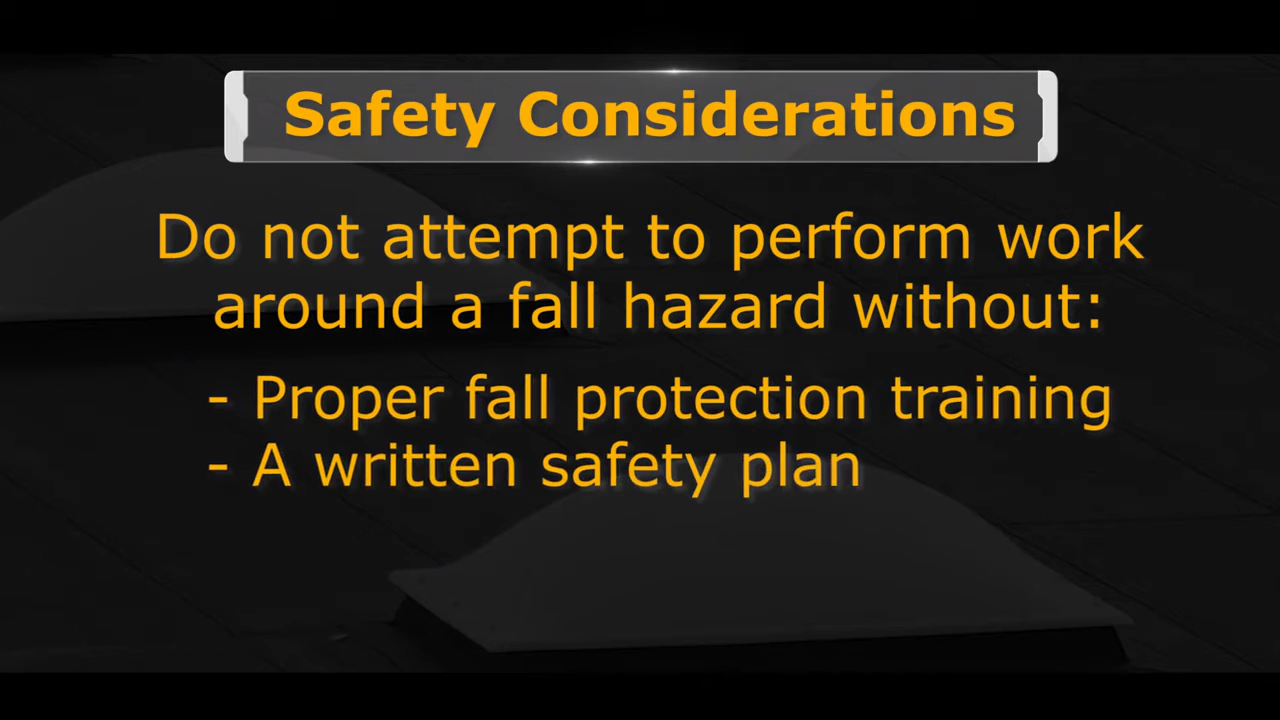 Safety Considerations
Do not attempt to perform work
around a fall hazard without:
- Proper fall protection training
- A written safety plan